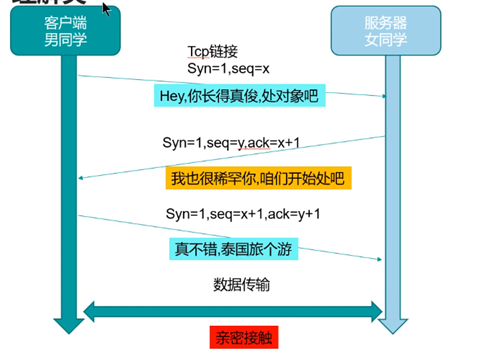 客户端
男同学
服务器
女同学
Tcp链接
Syn=1,seq=x
Hey,你长得真俊,处对象吧
Syn=1,seq=y,ack=x+1
我也很稀罕你,咱们开始处吧
Syn=1,seq=x+1,ack=y+1
真不错,泰国旅个游
数据传输
亲密接触